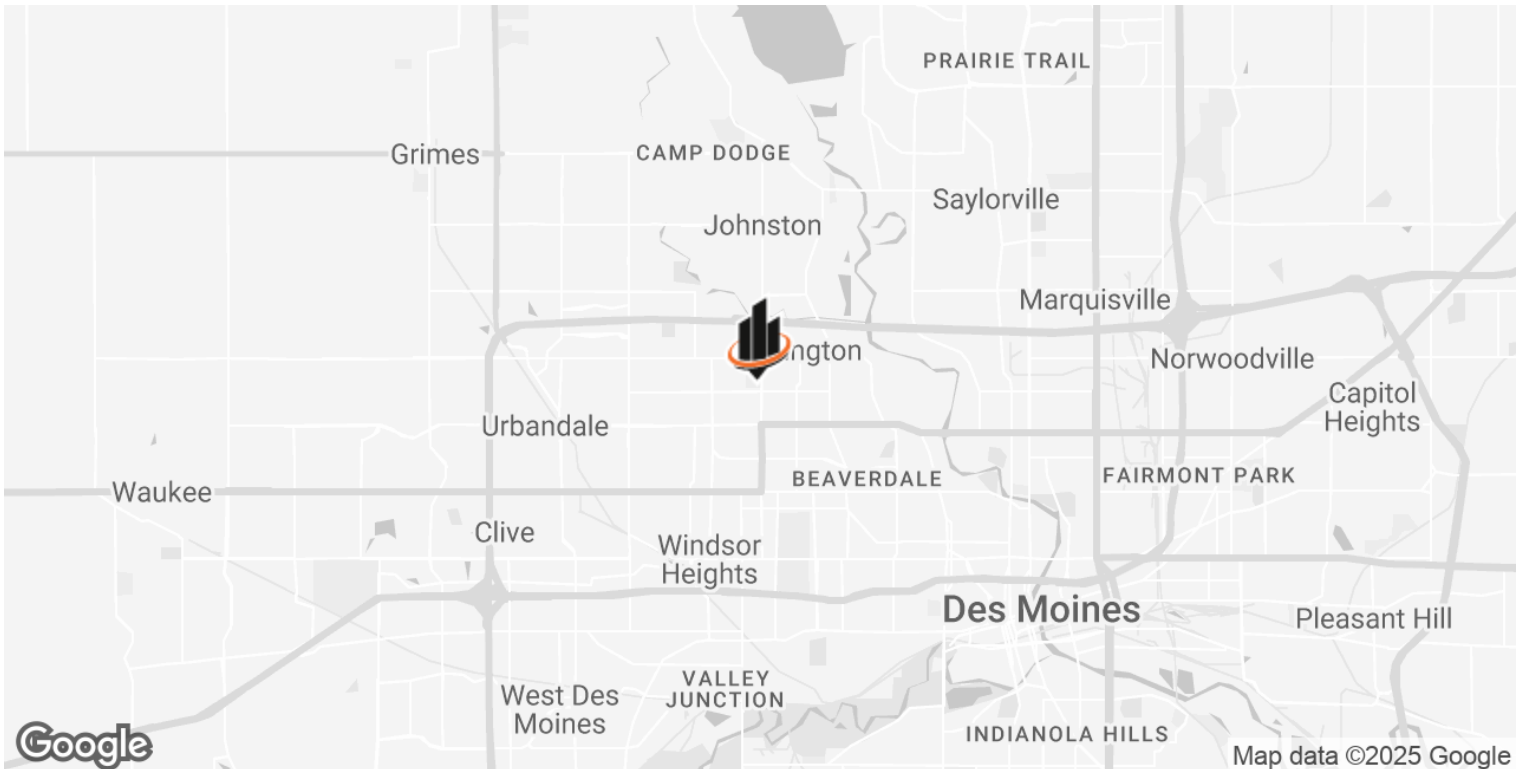 PRAIRIE TRAIL
Grimes
CAMP DODGE
Saylorville
Johnston
Marquisville
ngton
Norwoodville
Capitol
Heights
Urbandale
BEAVERDALE
FAIRMONT PARK
Waukee
Clive
Windsor
Heights
Des Moines
Pleasant Hill
VALLEY
JUNCTION
West Des
Moines
INDIANOLA HILLS
Google
Map data ©2025 Google